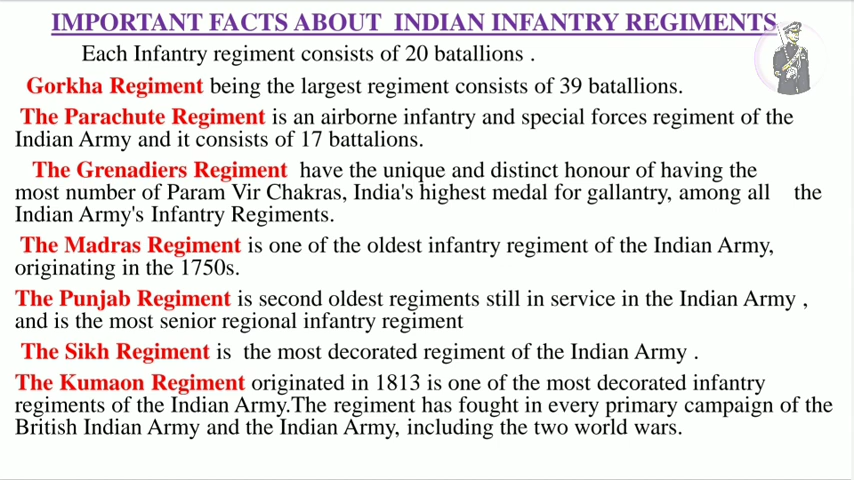 IMPORTANT FACTS ABOUT INDIAN INFANTRY REGIMENTS
Each Infantry regiment consists of 20 batallions .
Gorkha Regiment being the largest regiment consists of 39 batallions.
The Parachute Regiment is an airborne infantry and special forces regiment of the
Indian Army and it consists of 17 battalions.
The Grenadiers Regiment have the unique and distinct honour of having the
most number of Param Vir Chakras, India's highest medal for gallantry, among all the
Indian Army's Infantry Regiments.
The Madras Regiment is one of the oldest infantry regiment of the Indian Army,
originating in the 1750s.
The Punjab Regiment is second oldest regiments still in service in the Indian Army ,
and is the most senior regional infantry regiment
The Sikh Regiment is the most decorated regiment of the Indian Army .
The Kumaon Regiment originated in 1813 is one of the most decorated infantry
regiments of the Indian Army.The regiment has fought in every primary campaign of the
British Indian Army and the Indian Army, including the two world wars.